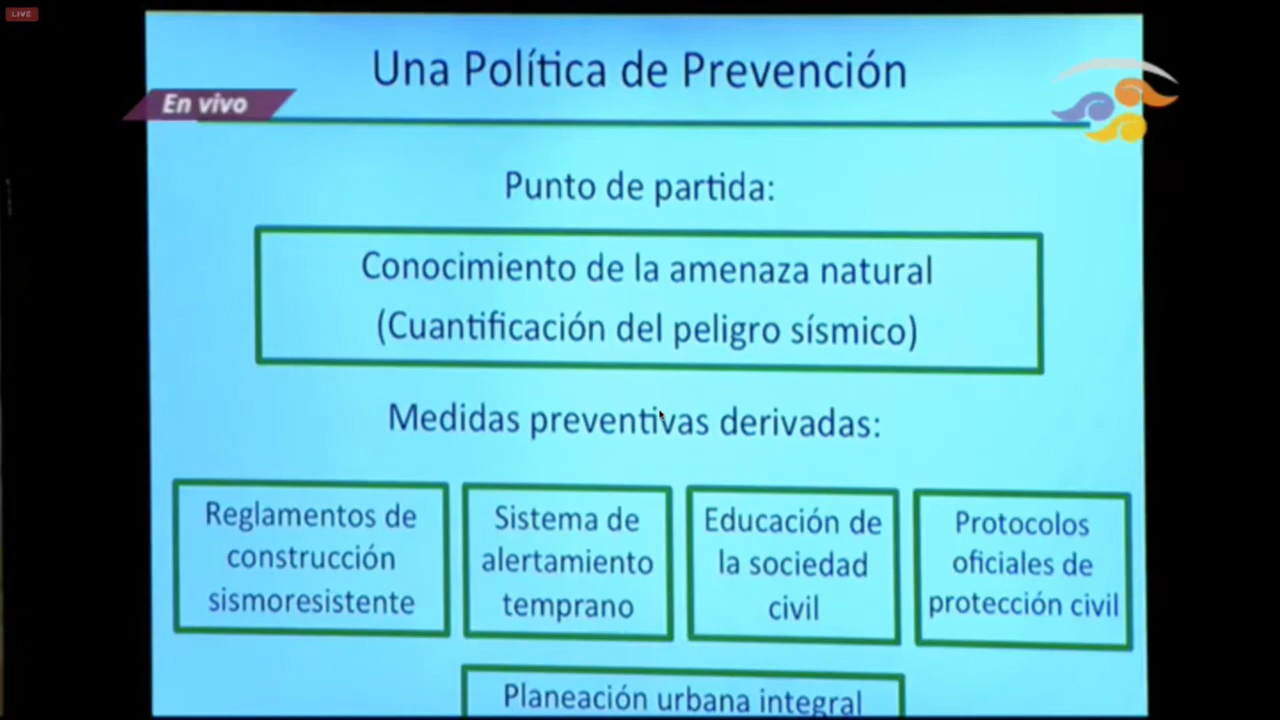 LIVE
Una Política de Prevención
En vivo
Punto de partida:
Conocimiento de la amenaza natural
(Cuantificación del peligro sísmico)
Medidas preventivas derivadas:
Reglamentos de
construcción
sismoresistente
Sistema de
alertamiento
temprano
Educación de
la sociedad
civil
Protocolos
oficiales de
protección civil
Planeación urbana integral